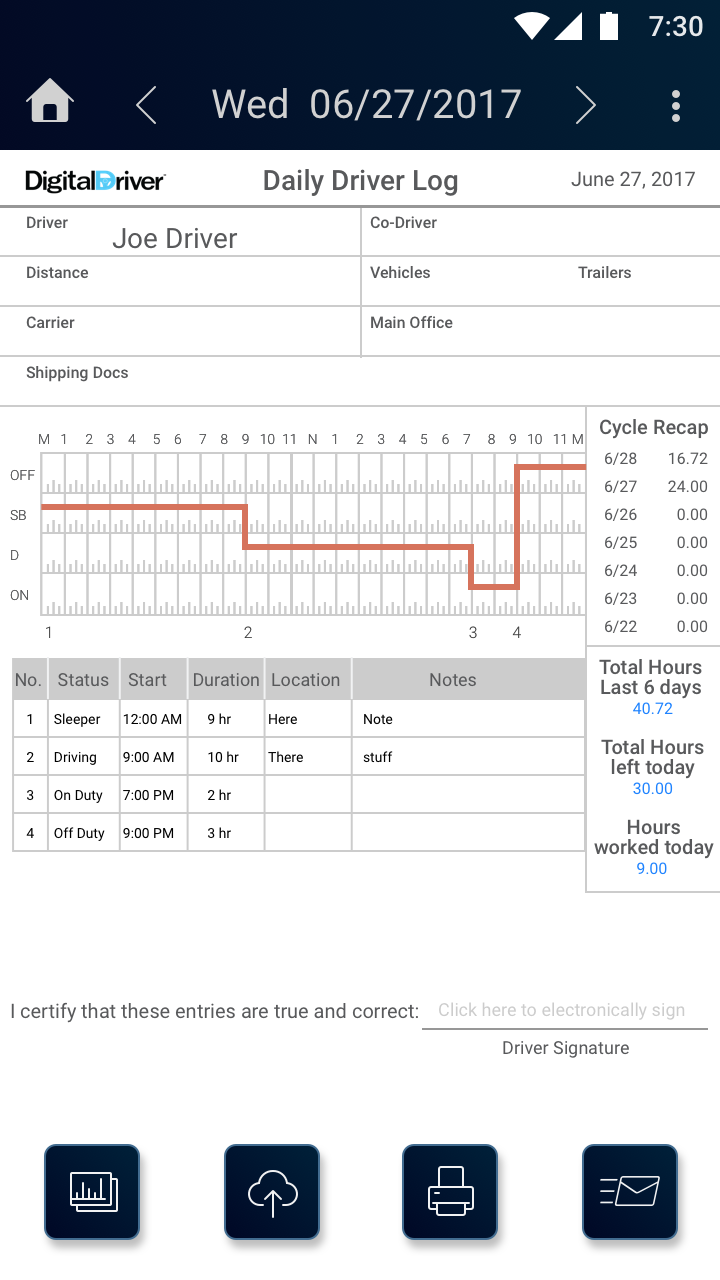 7:30
Wed 06/27/2017
DigitalDriver
Daily Driver Log
June 27, 2017
Driver Joe Driver Co-Driver
Distance Vehicles Trailers
Carrier Main Office
Shipping Docs
M 1 2 3 4 5 6 7 8 9 10 11 N 1 2 3 4 5 6 7 8 9 10 11 M
OFF
SB
D
ON
1 2 3 4
Cycle Recap
6/28 16.72
6/27 24.00
6/26 0.00
6/25 0.00
6/24 0.00
6/23 0.00
6/22 0.00
Total Hours
Last 6 days
40.72
Total Hours
left today
30.00
Hours
worked today
9.00
No. Status Start Duration Location Notes
1 Sleeper 12:00 AM 9 hr Here Note
2 Driving 9:00 AM 10 hr There stuff
3 On Duty 7:00 PM 2 hr
4 Off Duty 9:00 PM 3 hr
I certify that these entries are true and correct: Click here to electronically sign
Driver Signature